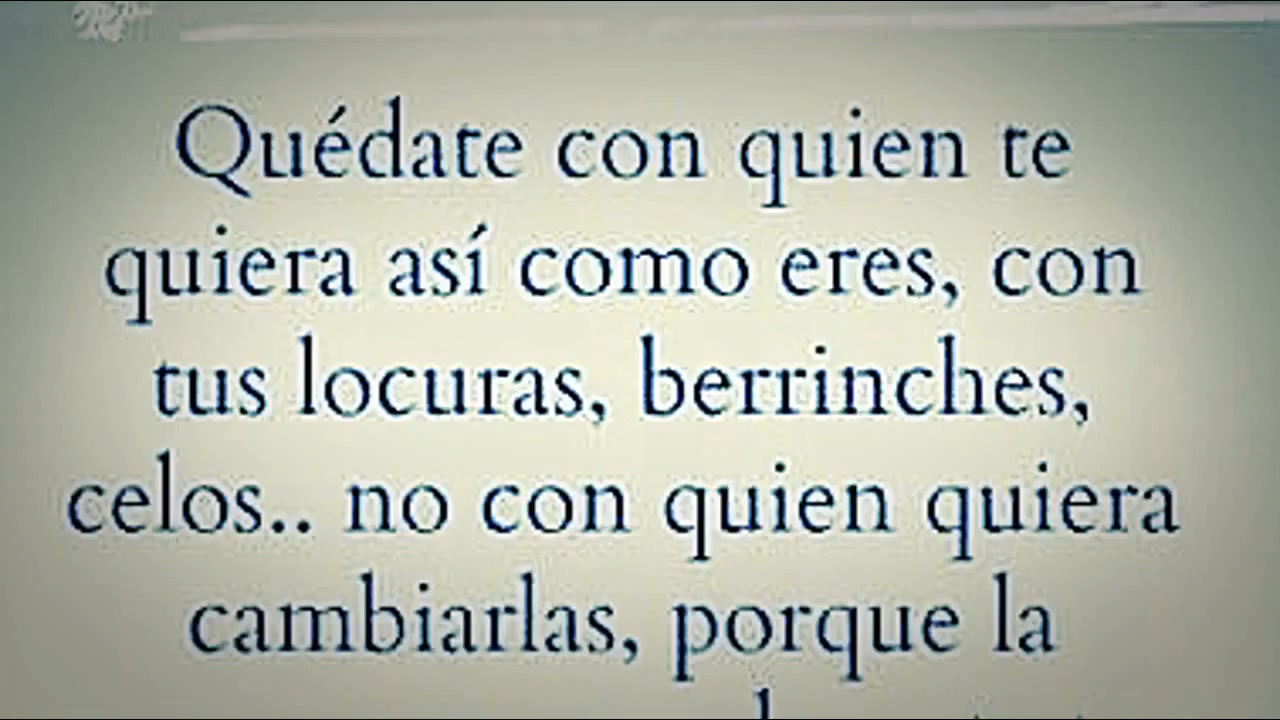 Quédate con quien te
quiera así como eres, con
tus locuras, berrinches,
celos.. no con quien quiera
cambiarlas, porque la